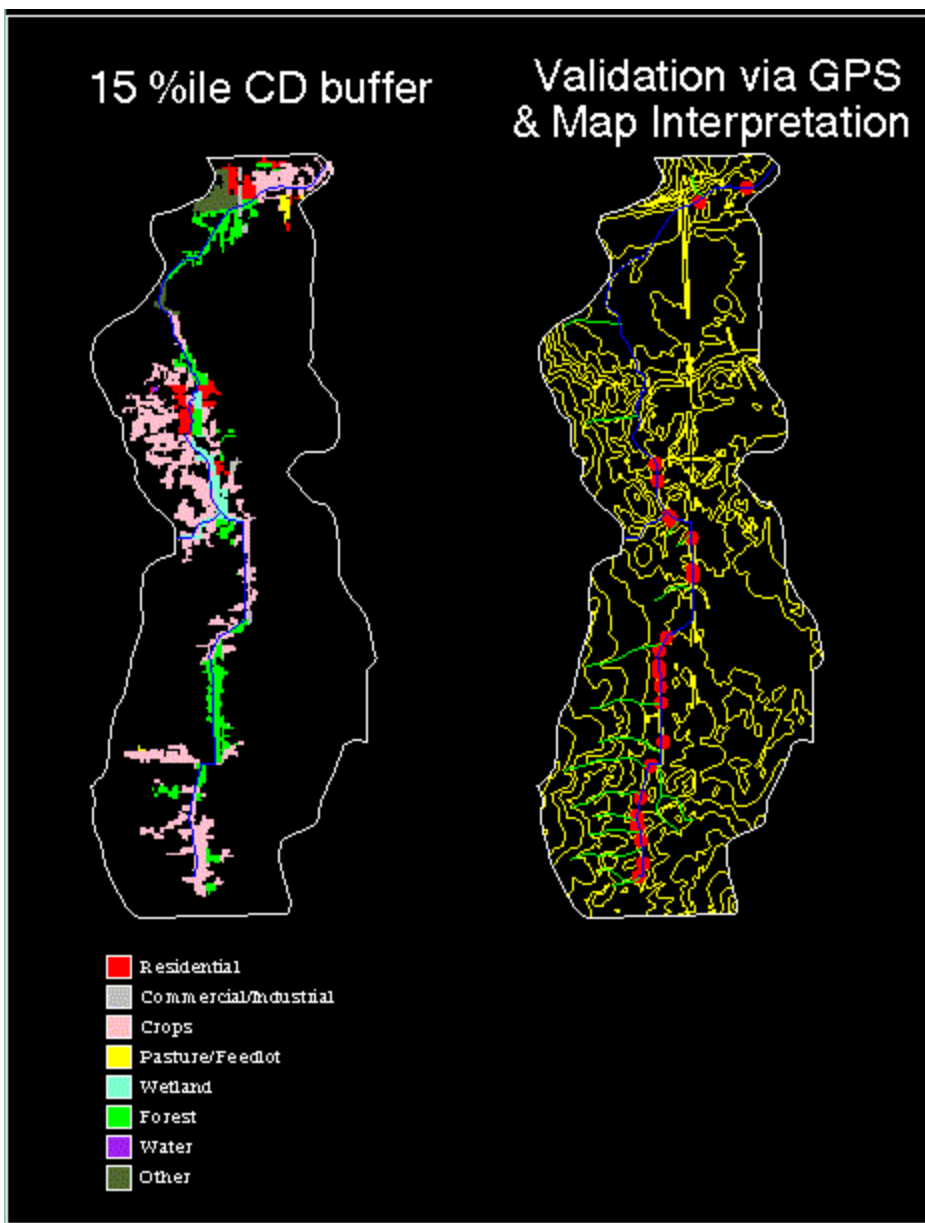 15 %ile CD buffer
Validation via GPS
& Map Interpretation
Residential
Commercial/Industrial
Crops
Pasture/Feedlot
Wetland
Forest
Water
Other